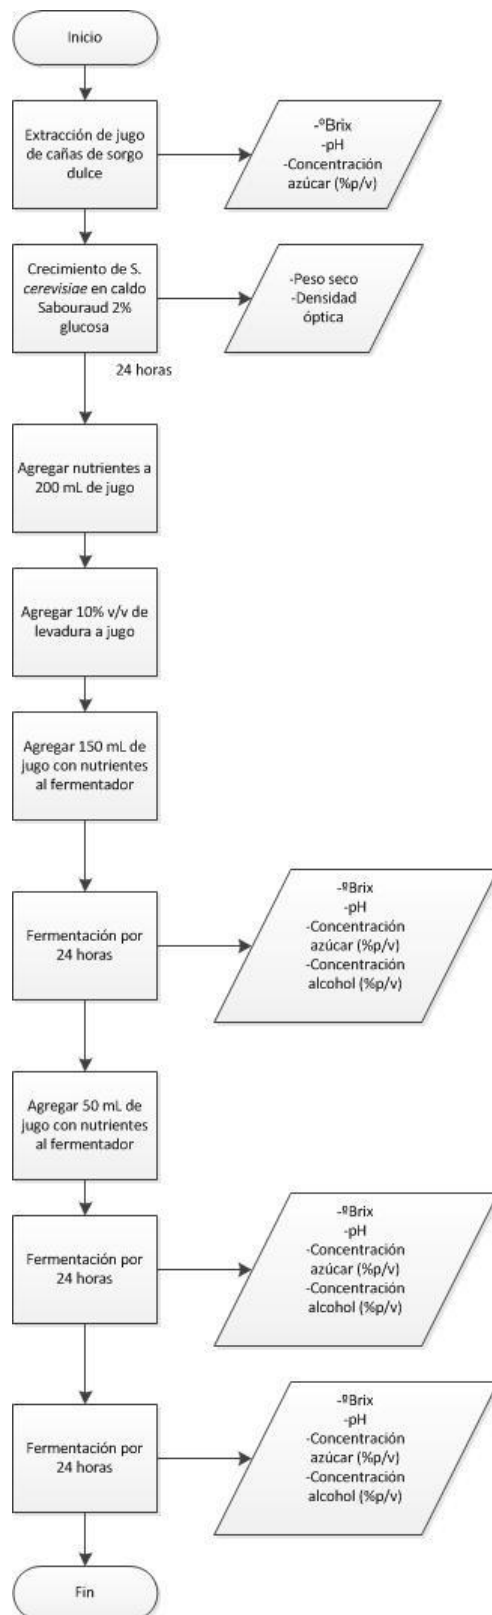 Inicio
Extracción de jugo
de cañas de sorgo
dulce
-ºBrix
-pH
-Concentración
azúcar (%p/v)
Crecimiento de S.
cerevisiae en caldo
Sabouraud 2%
glucosa
-Peso seco
-Densidad
óptica
24 horas
Agregar nutrientes a
200 mL de jugo
Agregar 10% v/v de
levadura a jugo
Agregar 150 mL de
jugo con nutrientes
al fermentador
Fermentación por
24 horas
-ºBrix
-pH
-Concentración
azúcar (%p/v)
-Concentración
alcohol (%p/v)
Agregar 50 mL de
jugo con nutrientes
al fermentador
Fermentación por
24 horas
-ºBrix
-pH
-Concentración
azúcar (%p/v)
-Concentración
alcohol (%p/v)
Fermentación por
24 horas
-ºBrix
-pH
-Concentración
azúcar (%p/v)
-Concentración
alcohol (%p/v)
Fin